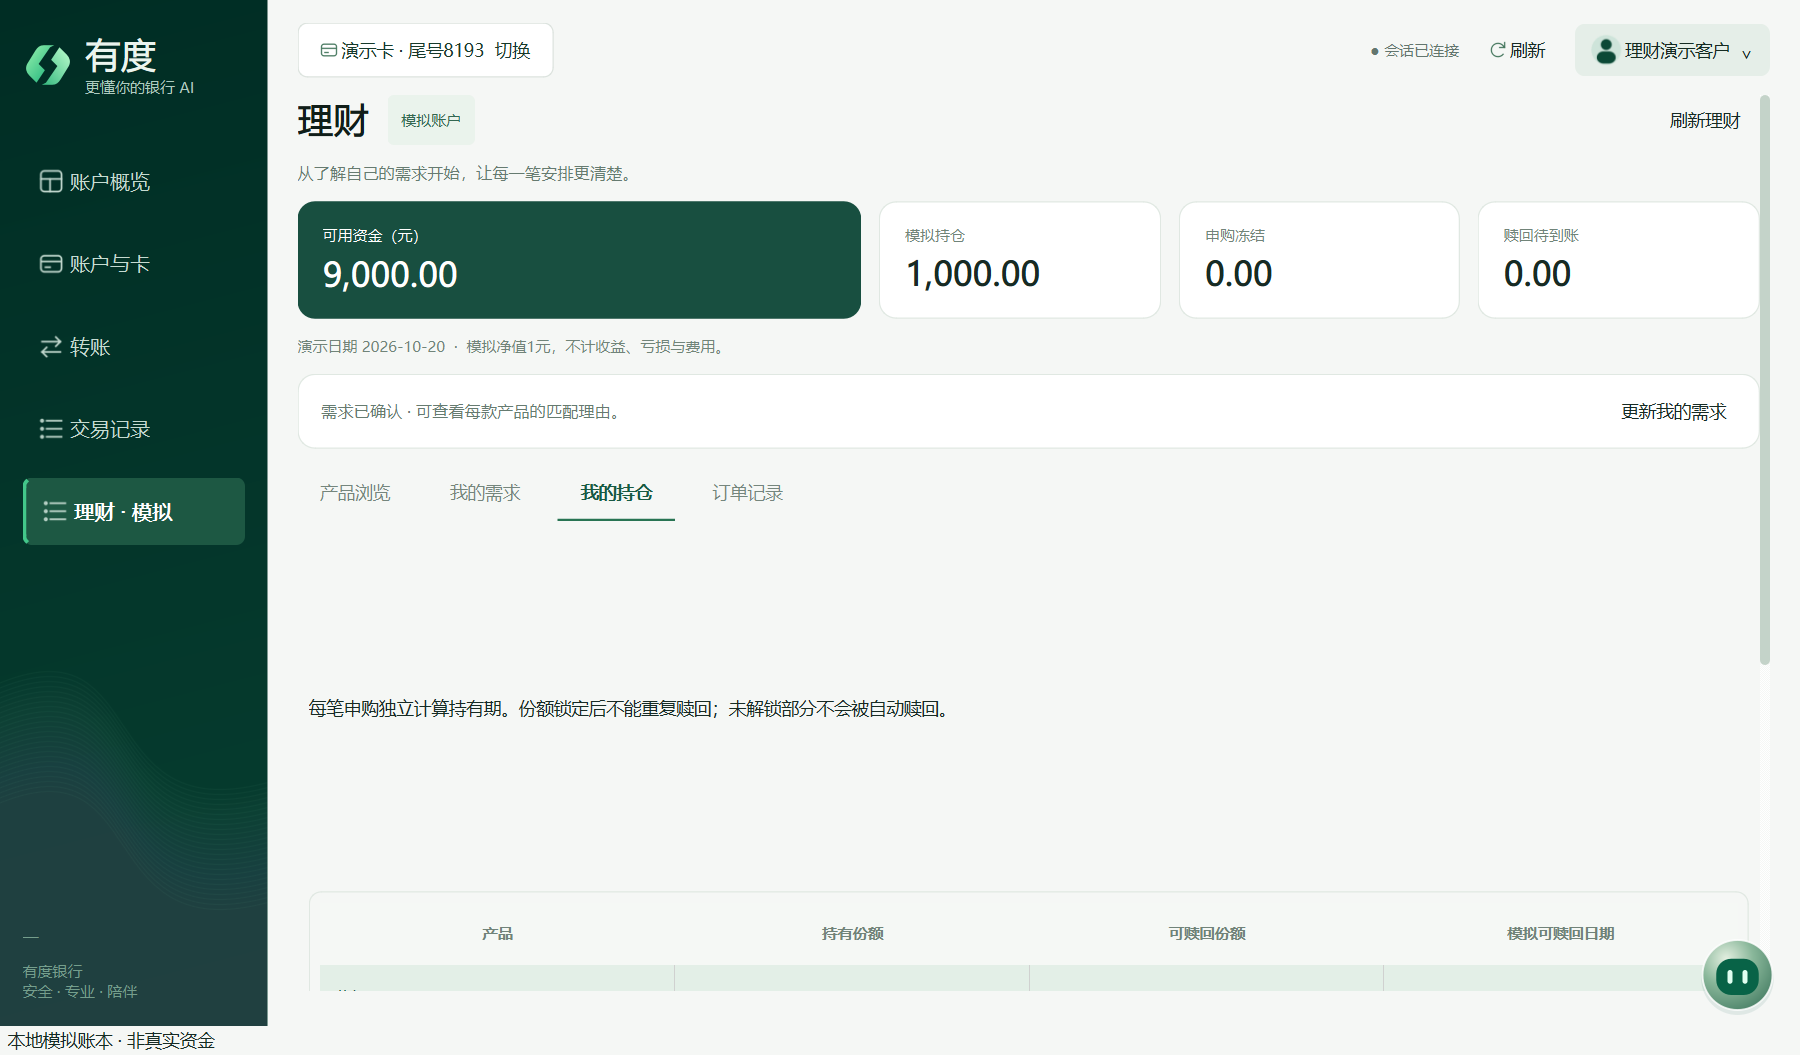 有度
更懂你的银行 AI
账户概览
账户与卡
转账
交易记录
理财 · 模拟
有度银行
安全 · 专业 · 陪伴
本地模拟账本 · 非真实资金
演示卡 · 尾号8193 切换
会话已连接
刷新
理财演示客户
理财
模拟账户
刷新理财
从了解自己的需求开始，让每一笔安排更清楚。
可用资金（元）
9,000.00
模拟持仓
1,000.00
申购冻结
0.00
赎回待到账
0.00
演示日期 2026-10-20 · 模拟净值1元，不计收益、亏损与费用。
需求已确认 · 可查看每款产品的匹配理由。
更新我的需求
产品浏览 我的需求 我的持仓 订单记录
每笔申购独立计算持有期。份额锁定后不能重复赎回；未解锁部分不会被自动赎回。
产品 持有份额 可赎回份额 模拟可赎回日期